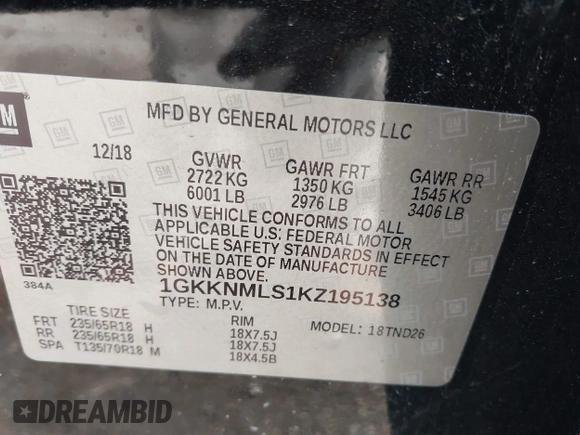 GM
MFD BY GENERAL MOTORS LLC
12/18
GVWR GAWR FRT GAWR RR
2722 KG 1350 KG 1545 KG
6001 LB 2976 LB 3406 LB
THIS VEHICLE CONFORMS TO ALL
APPLICABLE U.S. FEDERAL MOTOR
VEHICLE SAFETY STANDARDS IN EFFECT
ON THE DATE OF MANUFACTURE
SHOWN ABOVE.
1GKKNMLS1KZ195138
TYPE: M.P.V.
384A
TIRE SIZE RIM MODEL: 18TND26
FRT 235/65R18 H 18X7.5J
RR 235/65R18 H 18X7.5J
SPA T135/70R18 M 18X4.5B
DREAMBID